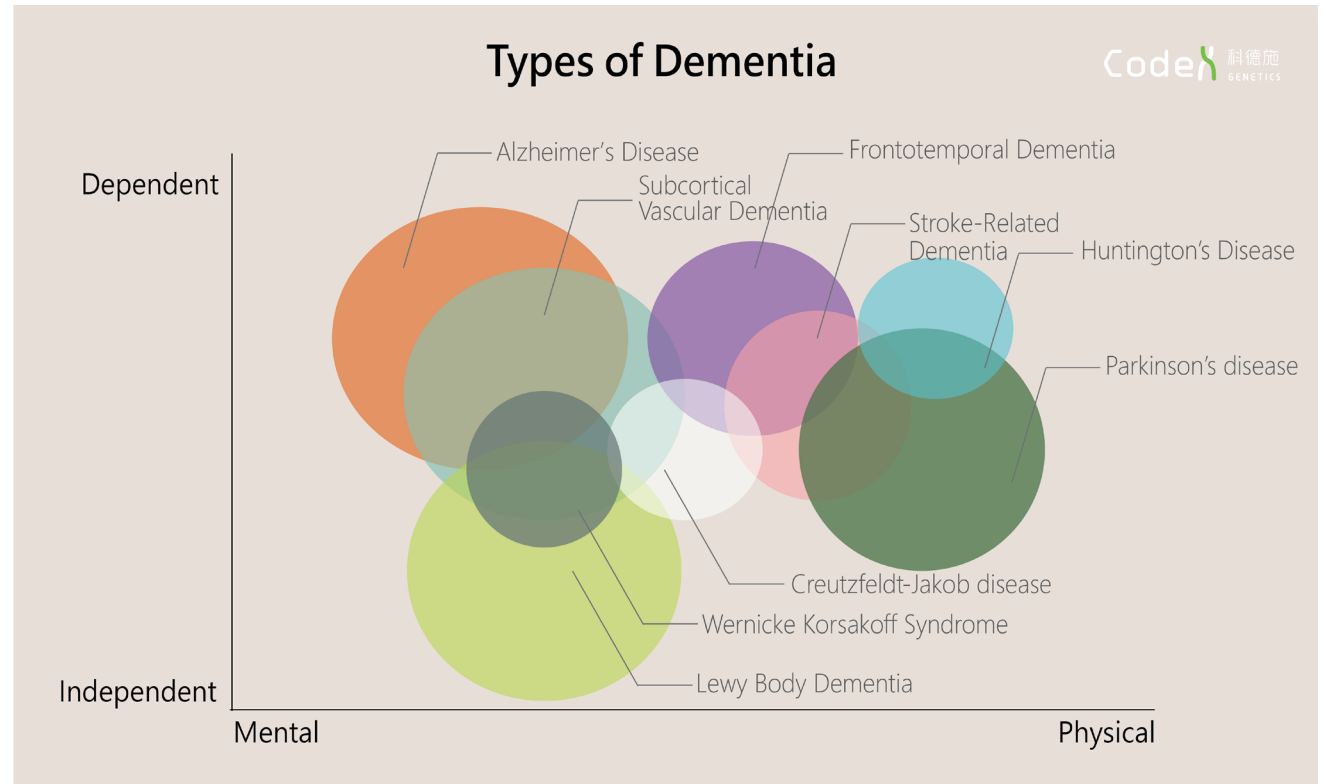 Types of Dementia
CodeX 科德施
GENETICS
Dependent
Alzheimer's Disease
Subcortical
Vascular Dementia
Frontotemporal Dementia
Stroke-Related
Dementia
Huntington's Disease
Parkinson's disease
Creutzfeldt-Jakob disease
Wernicke Korsakoff Syndrome
Lewy Body Dementia
Independent
Mental
Physical